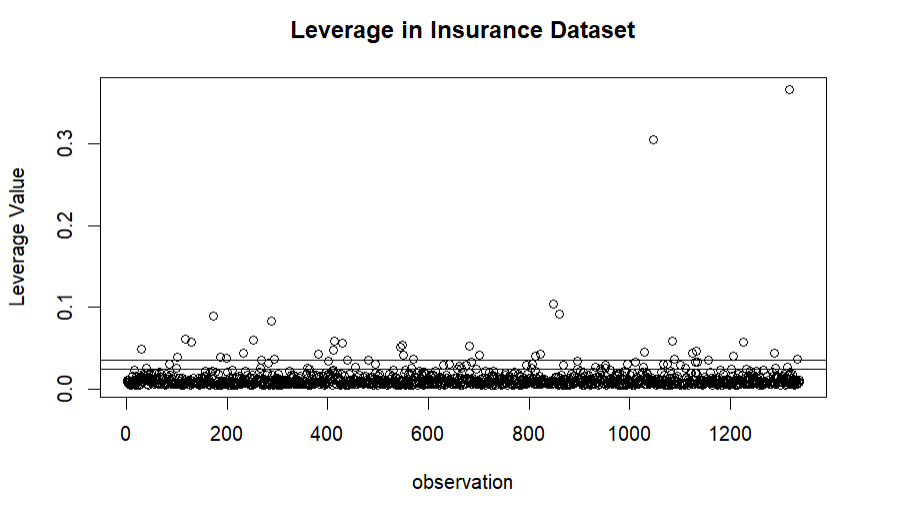 Leverage in Insurance Dataset
Leverage Value
0.3
0.2
0.1
0.0
0 200 400 600 800 1000 1200
observation